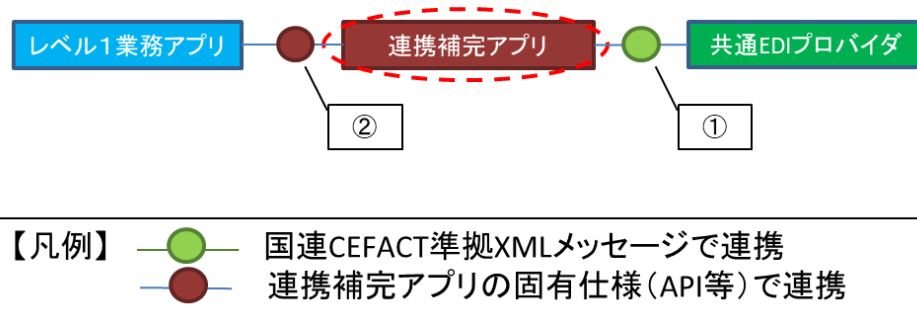 レベル１業務アプリ
連携補完アプリ
共通EDIプロバイダ
②
①
【凡例】
国連CEFACT準拠XMLメッセージで連携
連携補完アプリの固有仕様（API等）で連携